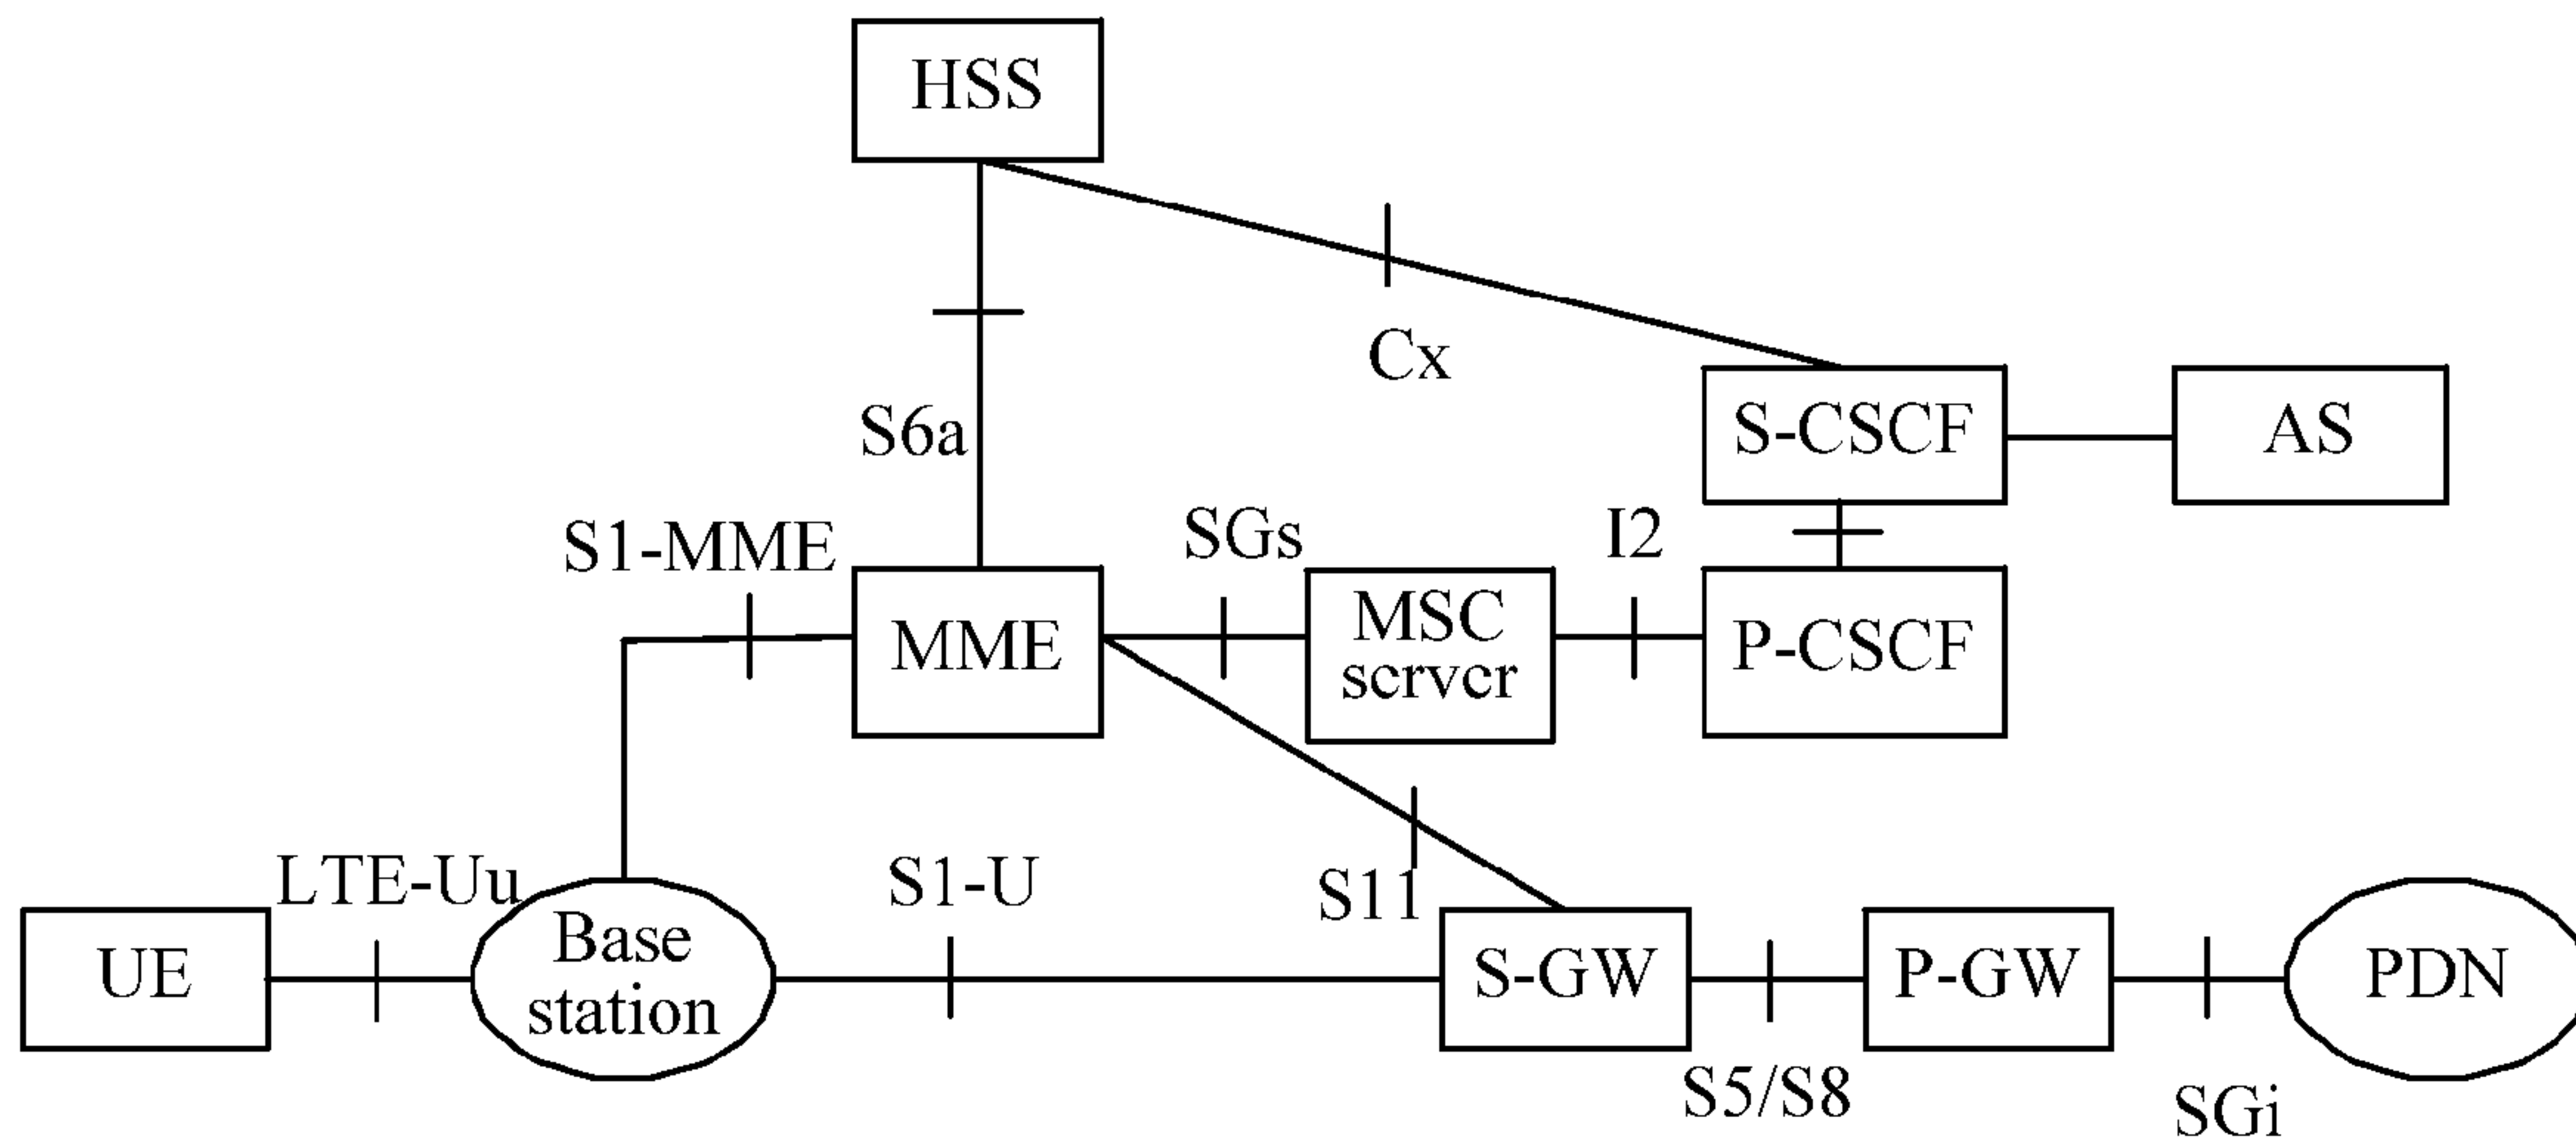 HSS
Cx
S6a
S-CSCF
AS
S1-MME
SGs
I2
MME
MSC
server
P-CSCF
LTE-Uu
S1-U
S11
UE
Base
station
S-GW
P-GW
PDN
S5/S8
SGi